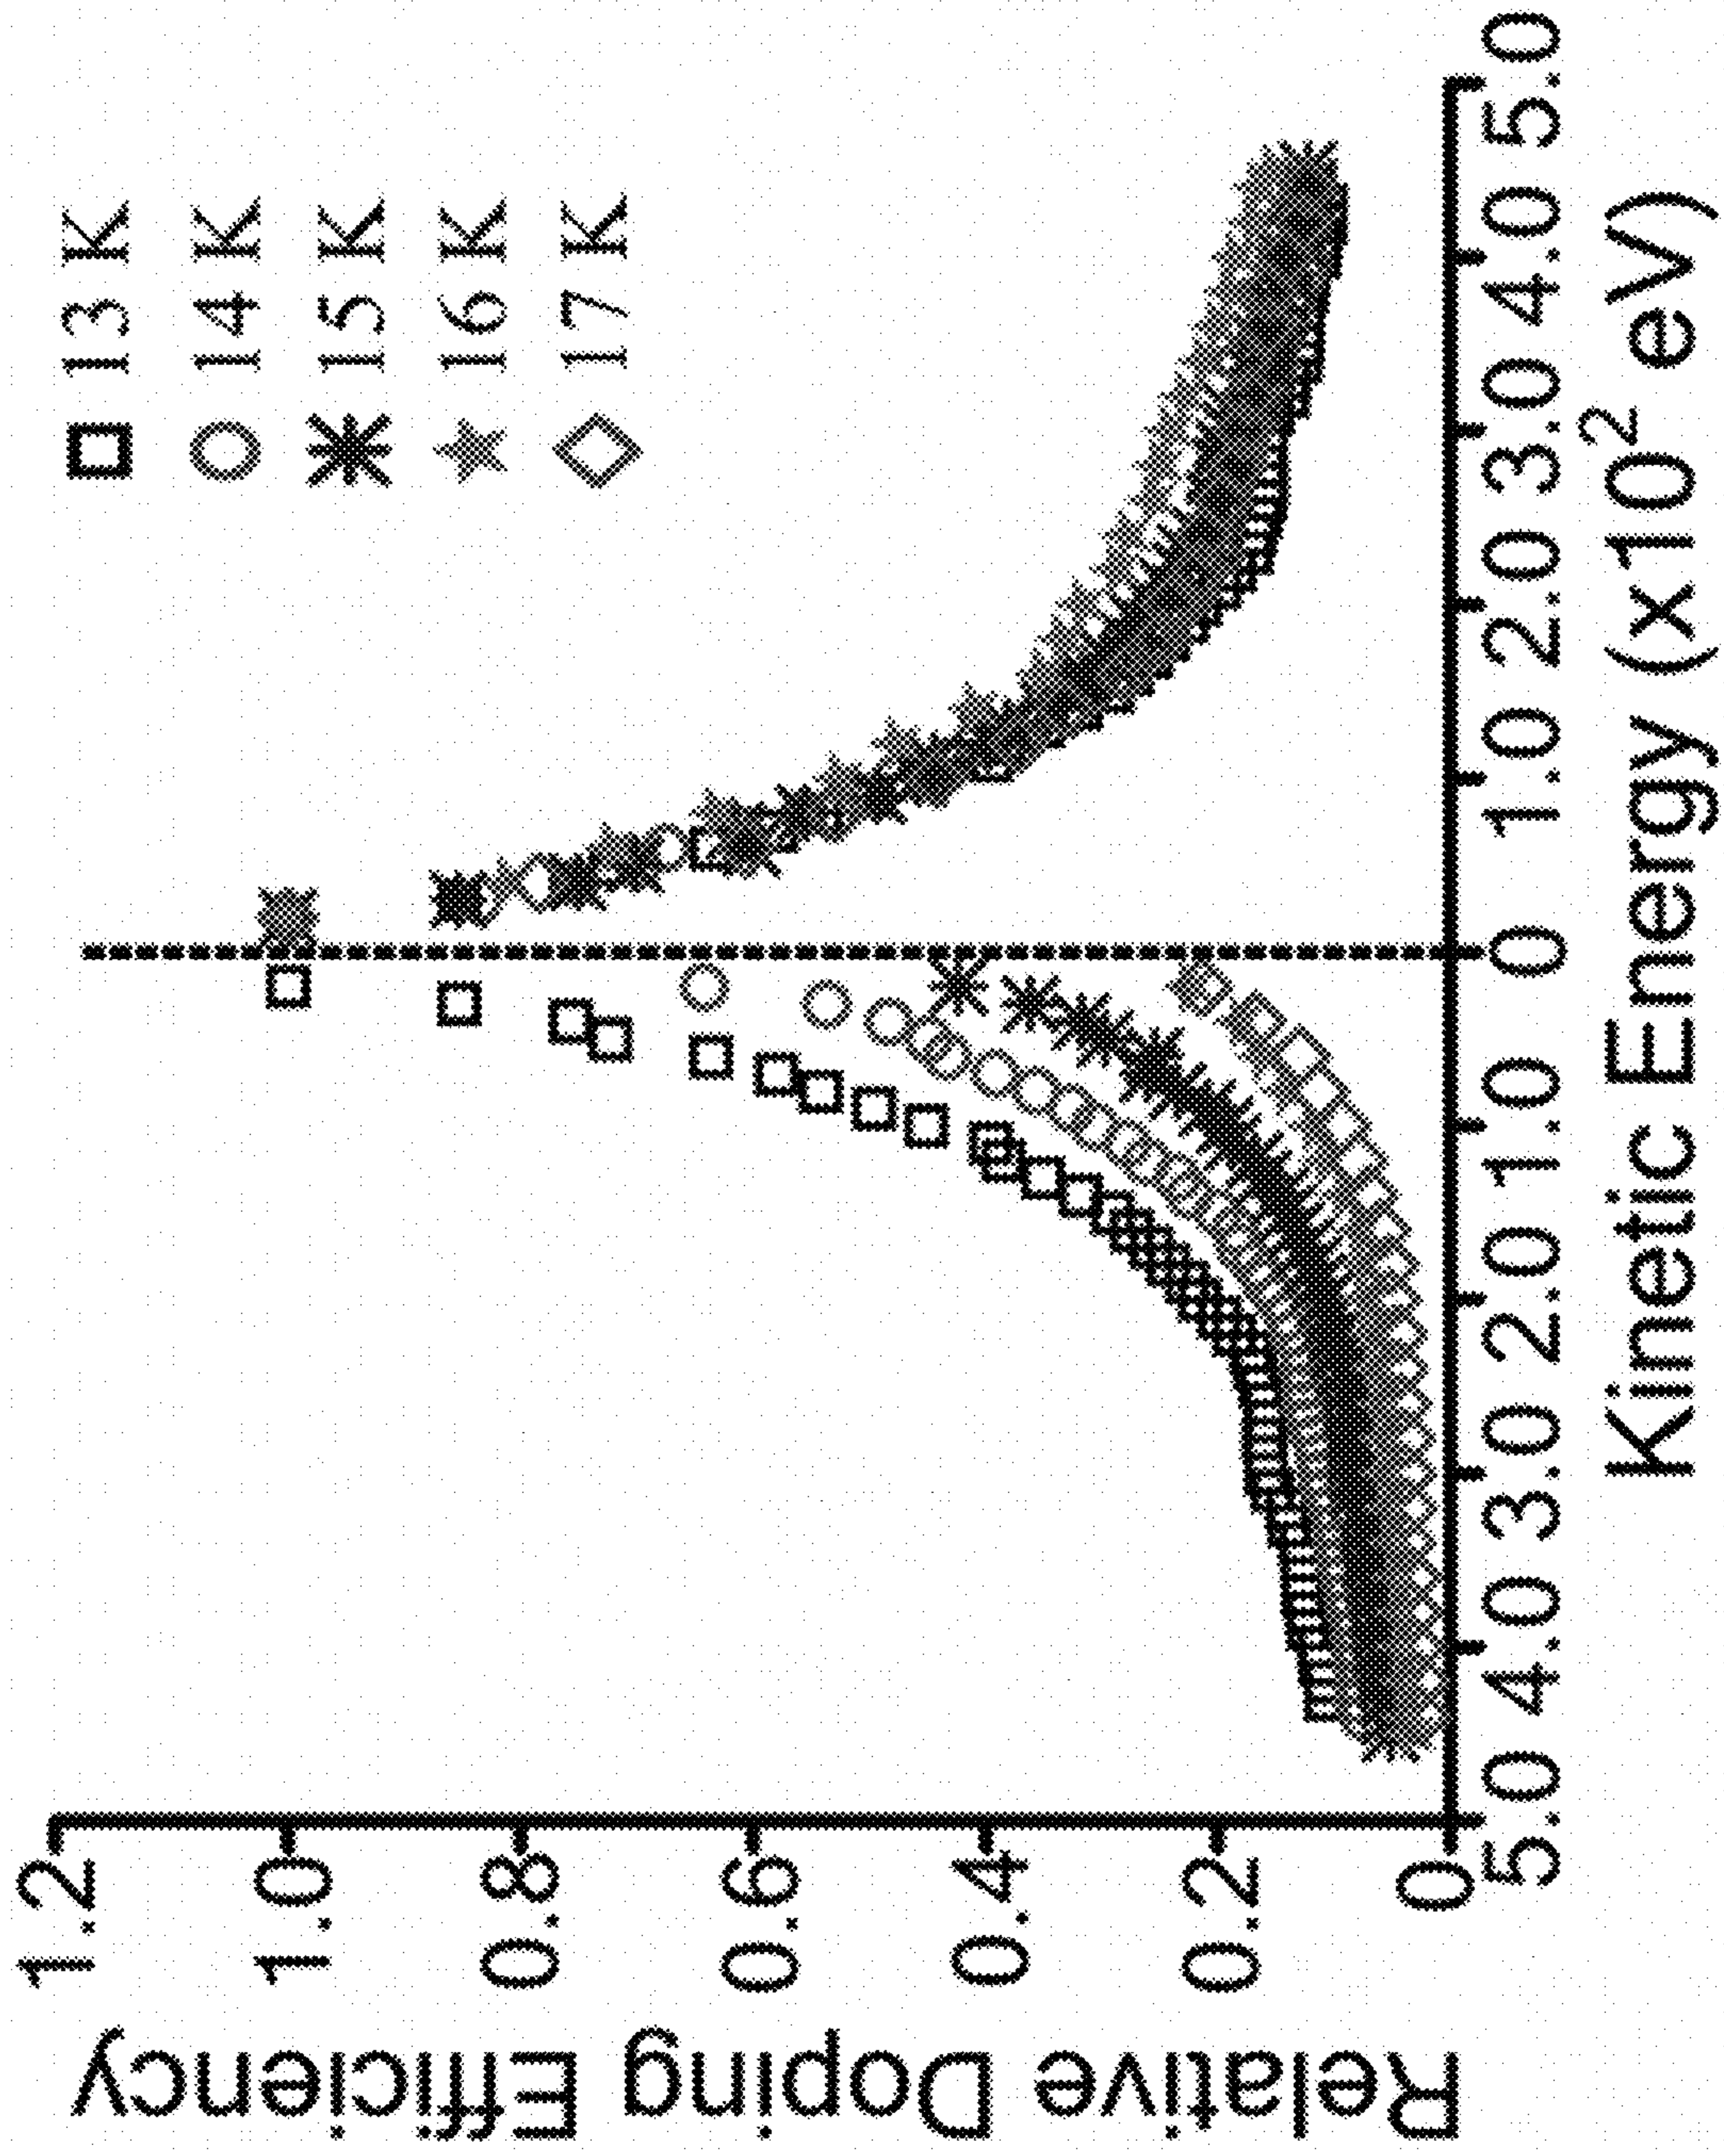 13 K
14 K
15 K
16 K
17 K
Relative Doping Efficiency
1.2
1.0
0.8
0.6
0.4
0.2
0
5.0 4.0 3.0 2.0 1.0 0 1.0 2.0 3.0 4.0 5.0
Kinetic Energy (x10² eV)